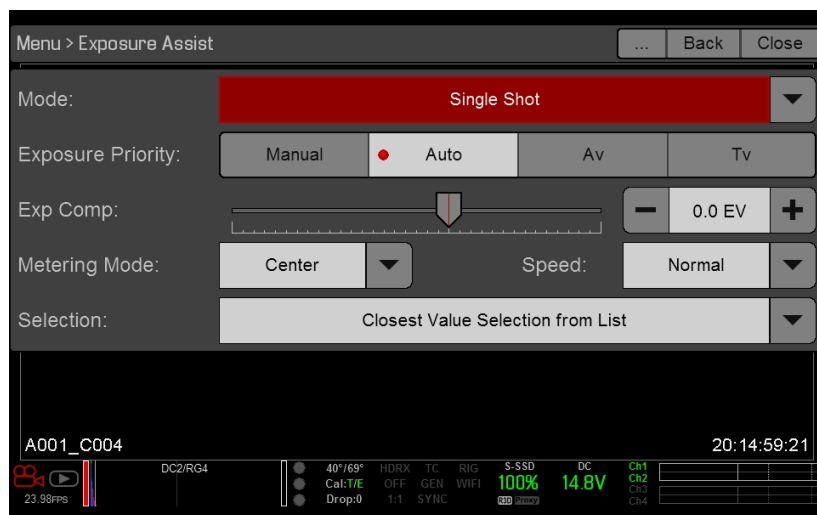 Menu > Exposure Assist ... Back Close
Mode: Single Shot
Exposure Priority: Manual Auto Av Tv
Exp Comp: 0.0 EV
Metering Mode: Center Speed: Normal
Selection: Closest Value Selection from List
A001_C004 20:14:59:21
DC2/RG4 40°/69° HDRX TC RIG S-SSD DC Ch1
Cal:T/E OFF GEN WIFI 100% 14.8V Ch2
23.98FPS Drop:0 1:1 SYNC R3D Proxy Ch3
Ch4